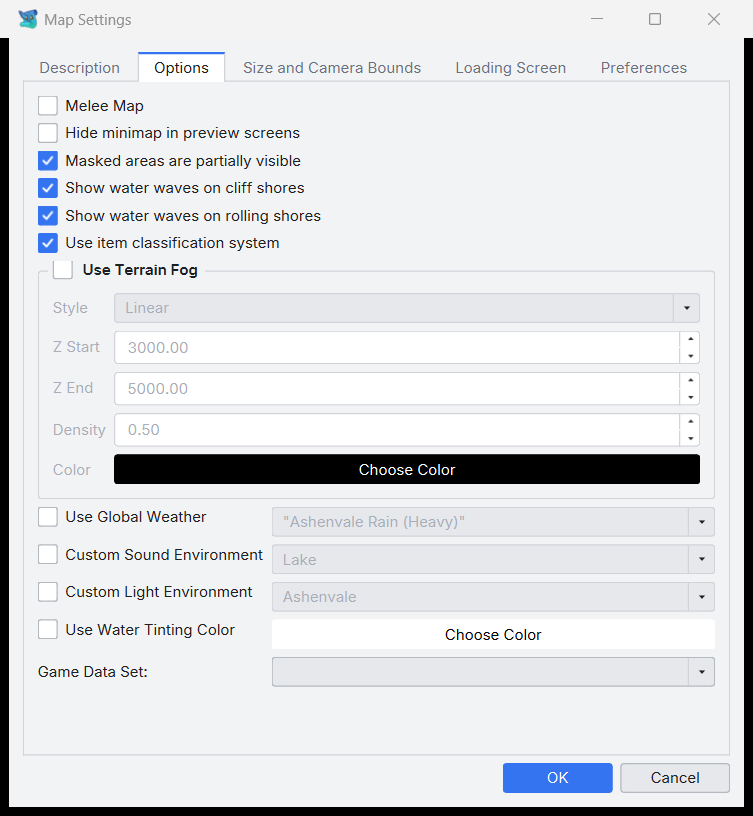 Map Settings
Description Options Size and Camera Bounds Loading Screen Preferences
Melee Map
Hide minimap in preview screens
Masked areas are partially visible
Show water waves on cliff shores
Show water waves on rolling shores
Use item classification system
Use Terrain Fog
Style Linear
Z Start 3000.00
Z End 5000.00
Density 0.50
Color Choose Color
Use Global Weather "Ashenvale Rain (Heavy)"
Custom Sound Environment Lake
Custom Light Environment Ashenvale
Use Water Tinting Color Choose Color
Game Data Set:
OK Cancel